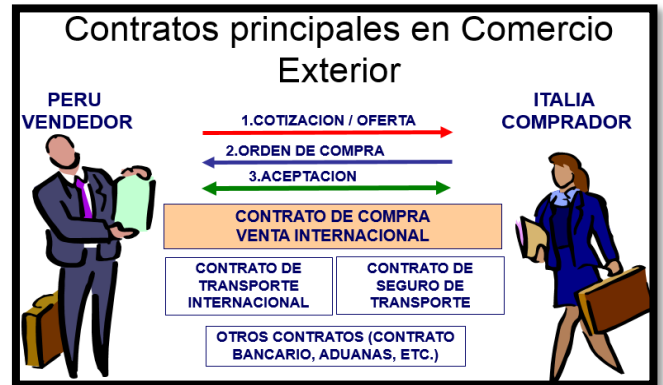 Contratos principales en Comercio
Exterior
PERU
VENDEDOR
ITALIA
COMPRADOR
1.COTIZACION / OFERTA
2.ORDEN DE COMPRA
3.ACEPTACION
CONTRATO DE COMPRA
VENTA INTERNACIONAL
CONTRATO DE
TRANSPORTE
INTERNACIONAL
CONTRATO DE
SEGURO DE
TRANSPORTE
OTROS CONTRATOS (CONTRATO
BANCARIO, ADUANAS, ETC.)